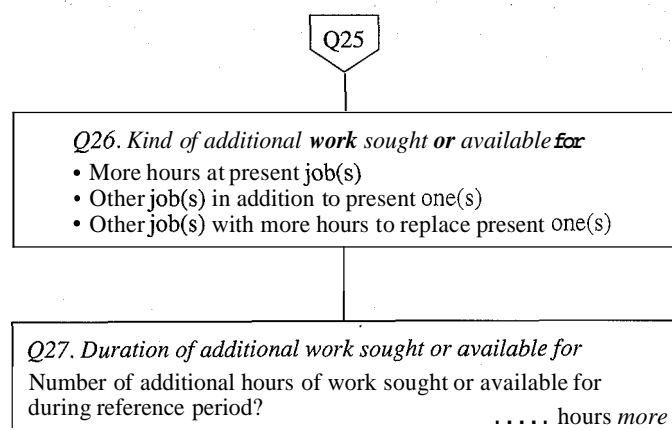 Q25
Q26. Kind of additional work sought or available for
• More hours at present job(s)
• Other job(s) in addition to present one(s)
• Other job(s) with more hours to replace present one(s)
Q27. Duration of additional work sought or available for
Number of additional hours of work sought or available for
during reference period?
..... hours more